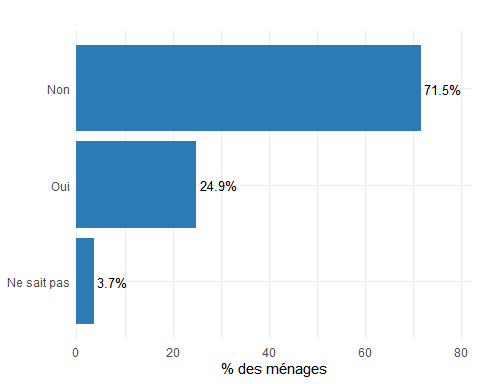 Non
71.5%
Oui
24.9%
Ne sait pas
3.7%
0 20 40 60 80
% des ménages